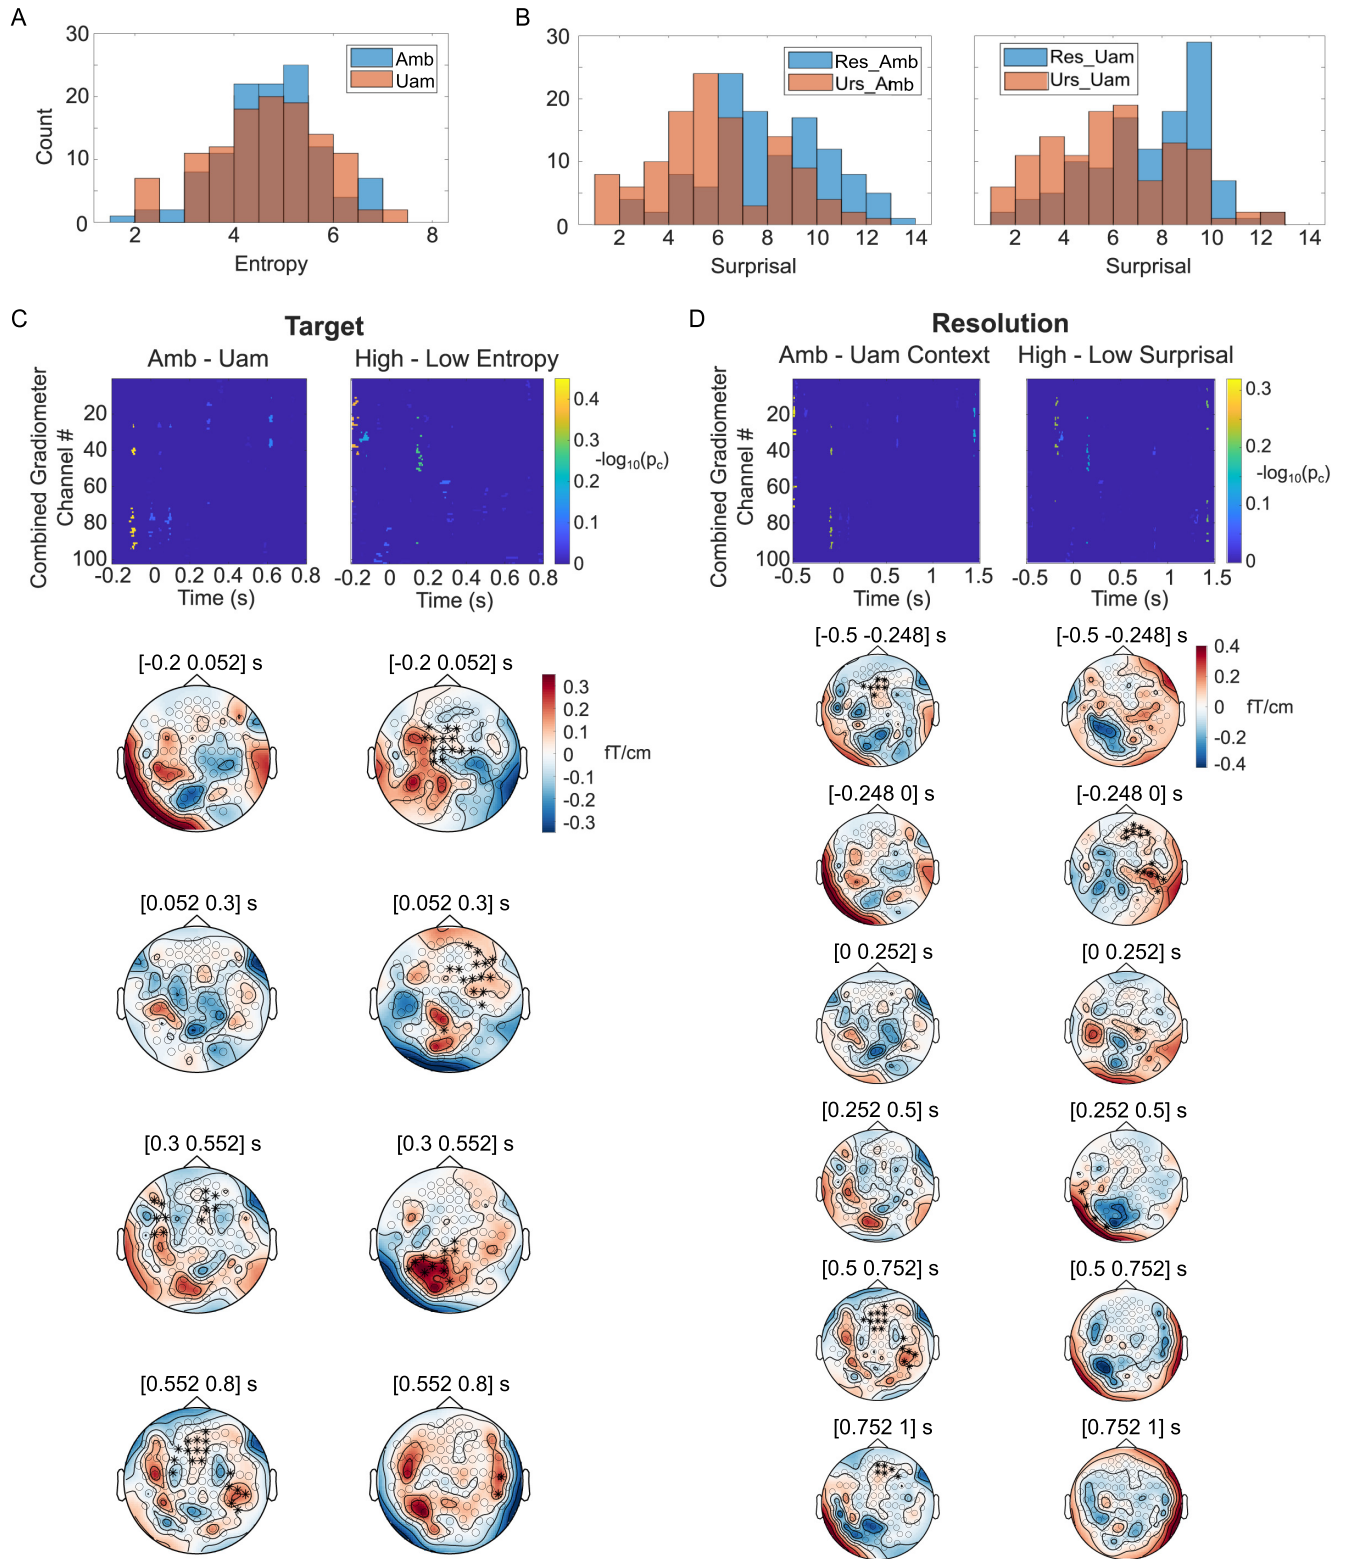 A
B
30
20
10
0
Count
Amb
Uam
2 4 6 8
Entropy
30
20
10
0
Res_Amb
Urs_Amb
2 4 6 8 10 12 14
Surprisal
Res_Uam
Urs_Uam
2 4 6 8 10 12 14
Surprisal
C
Target
Amb - Uam
High - Low Entropy
Combined Gradiometer
Channel #
20
40
60
80
100
-0.2 0 0.2 0.4 0.6 0.8
Time (s)
-0.2 0 0.2 0.4 0.6 0.8
Time (s)
0.4
0.3
0.2
0.1
0
-log10(pc)
D
Resolution
Amb - Uam Context
High - Low Surprisal
Combined Gradiometer
Channel #
20
40
60
80
100
-0.5 0 0.5 1 1.5
Time (s)
-0.5 0 0.5 1 1.5
Time (s)
0.3
0.2
0.1
0
-log10(pc)
[-0.2 0.052] s
[-0.2 0.052] s
0.3
0.2
0.1
0
-0.1
-0.2
-0.3
fT/cm
[0.052 0.3] s
[0.052 0.3] s
[0.3 0.552] s
[0.3 0.552] s
[0.552 0.8] s
[0.552 0.8] s
[-0.5 -0.248] s
[-0.5 -0.248] s
0.4
0.2
0
-0.2
-0.4
fT/cm
[-0.248 0] s
[-0.248 0] s
[0 0.252] s
[0 0.252] s
[0.252 0.5] s
[0.252 0.5] s
[0.5 0.752] s
[0.5 0.752] s
[0.752 1] s
[0.752 1] s